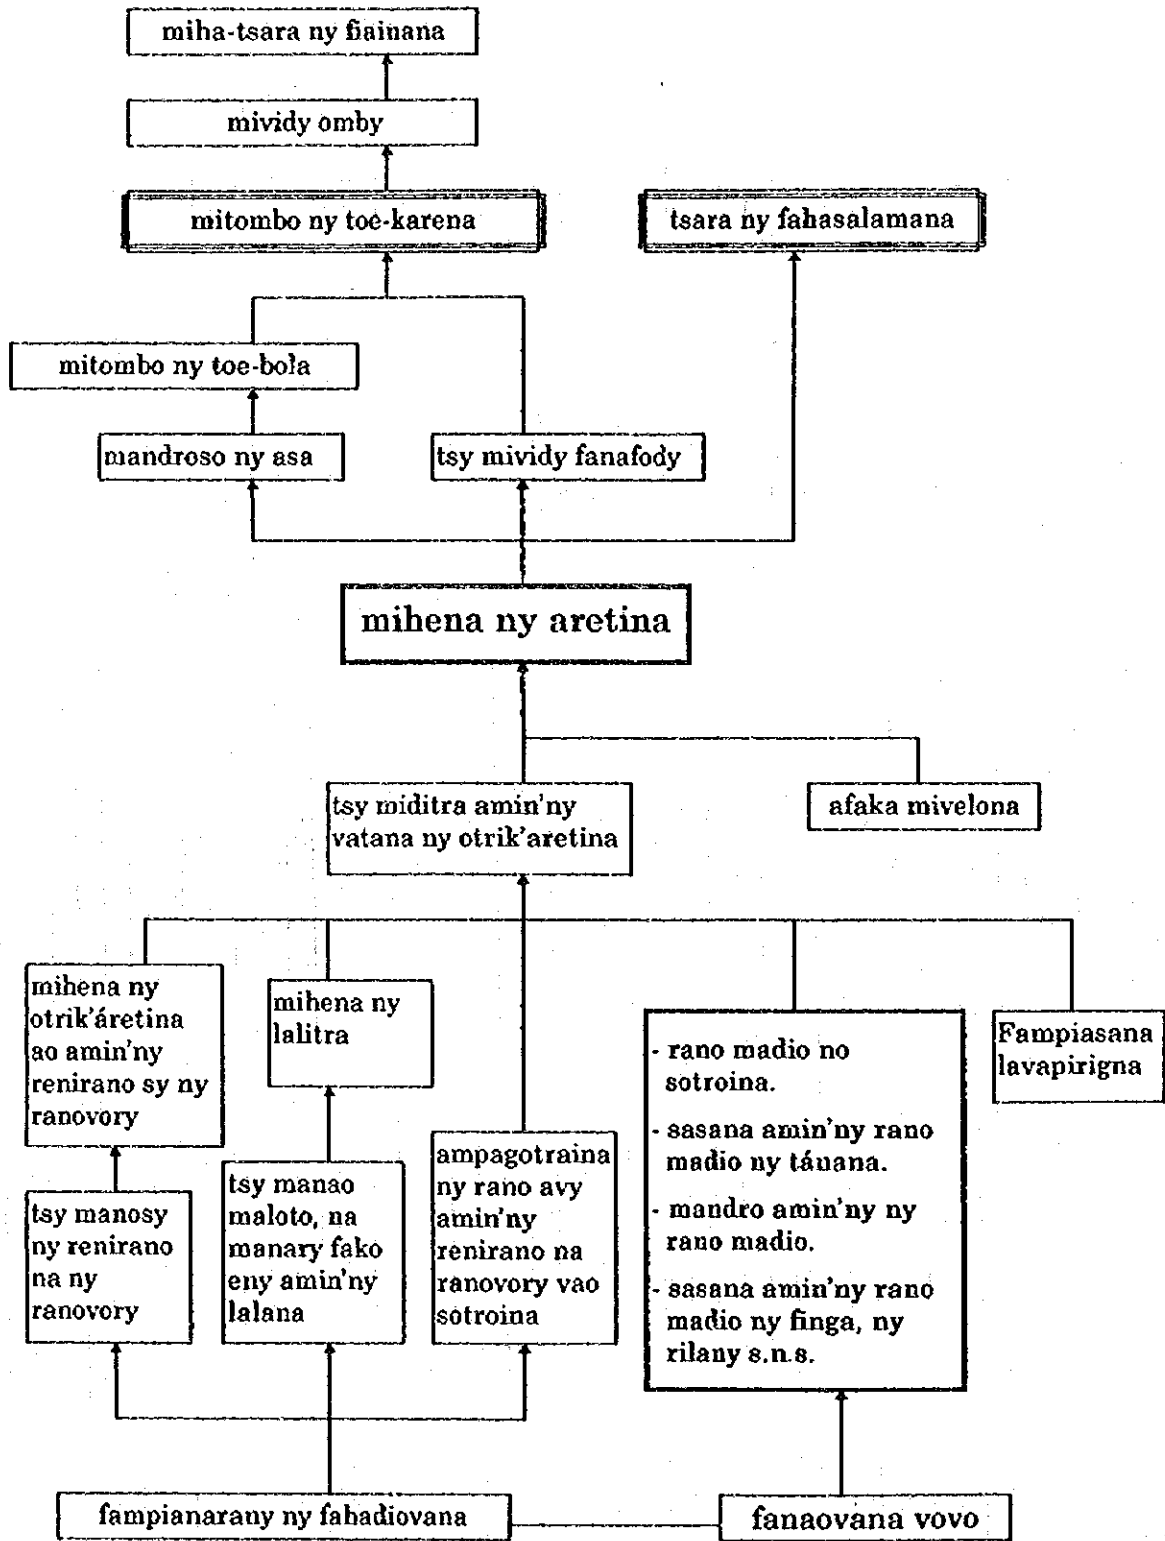 miha-tsara ny fiainana
mividy omby
mitombo ny toe-karena
tsara ny fahasalamana
mitombo ny toe-bola
mandroso ny asa
tsy mividy fanafody
mihena ny aretina
tsy miditra amin'ny
vatana ny otrik'aretina
afaka mivelona
mihena ny
otrik'áretina
ao amin'ny
renirano sy ny
ranovory
mihena ny
lalitra
- rano madio no
sotroina.
- sasana amin'ny rano
madio ny tánana.
- mandro amin'ny ny
rano madio.
- sasana amin'ny rano
madio ny finga, ny
rilany s.n.s.
Fampiasana
lavapirigna
tsy manosy
ny renirano
na ny
ranovory
tsy manao
maloto, na
manary fako
eny amin'ny
lalana
ampagotraina
ny rano avy
amin'ny
renirano na
ranovory vao
sotroina
fampianarany ny fahadiovana
fanaovana vovo